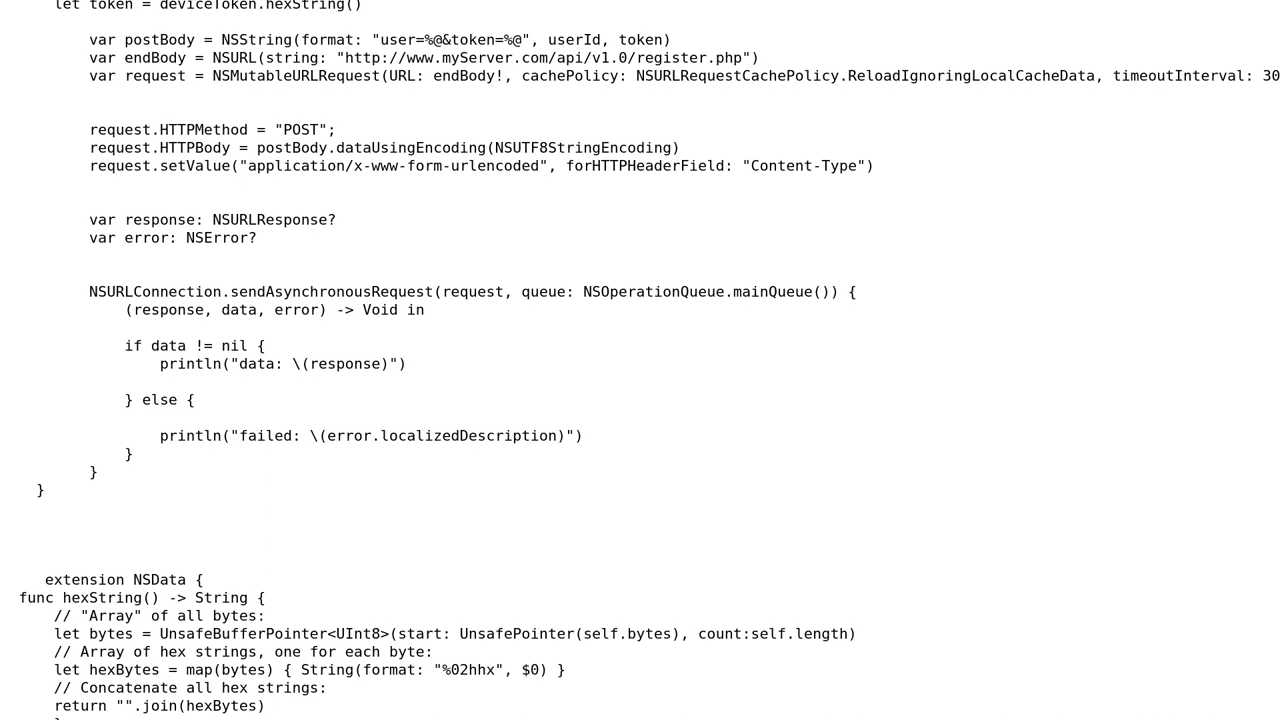 let token = deviceToken.hexString()
var postBody = NSString(format: "user=%@&token=%@", userId, token)
var endBody = NSURL(string: "http://www.myServer.com/api/v1.0/register.php")
var request = NSMutableURLRequest(URL: endBody!, cachePolicy: NSURLRequestCachePolicy.ReloadIgnoringLocalCacheData, timeoutInterval: 30
request.HTTPMethod = "POST";
request.HTTPBody = postBody.dataUsingEncoding(NSUTF8StringEncoding)
request.setValue("application/x-www-form-urlencoded", forHTTPHeaderField: "Content-Type")
var response: NSURLResponse?
var error: NSError?
NSURLConnection.sendAsynchronousRequest(request, queue: NSOperationQueue.mainQueue()) {
(response, data, error) -> Void in
if data != nil {
println("data: \(response)")
} else {
println("failed: \(error.localizedDescription)")
}
}
}
extension NSData {
func hexString() -> String {
// "Array" of all bytes:
let bytes = UnsafeBufferPointer<UInt8>(start: UnsafePointer(self.bytes), count:self.length)
// Array of hex strings, one for each byte:
let hexBytes = map(bytes) { String(format: "%02hhx", $0) }
// Concatenate all hex strings:
return "".join(hexBytes)
}